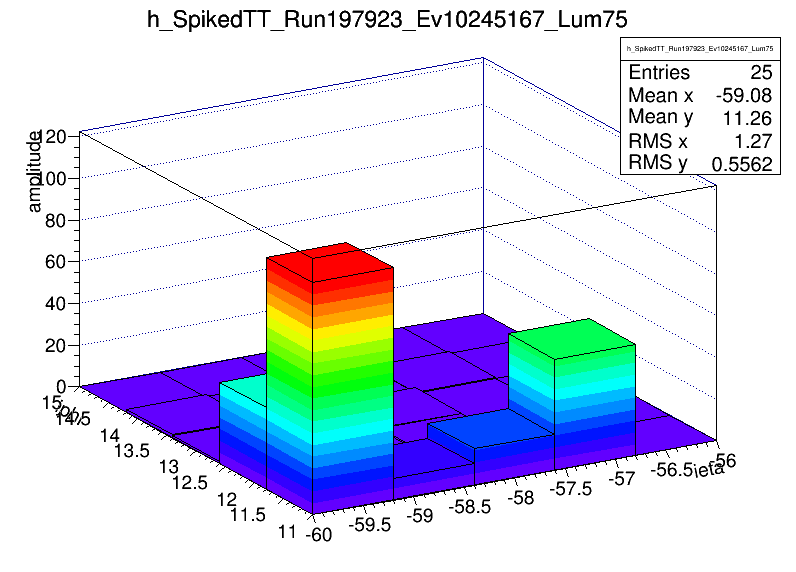 h_SpikedTT_Run197923_Ev10245167_Lum75
h_SpikedTT_Run197923_Ev10245167_Lum75
Entries 25
Mean x -59.08
Mean y 11.26
RMS x 1.27
RMS y 0.5562
amplitude
120
100
80
60
40
20
0
15
14.5
14
13.5
13
12.5
12
11.5
11
-60
-59.5
-59
-58.5
-58
-57.5
-57
-56.5
-56
ieta